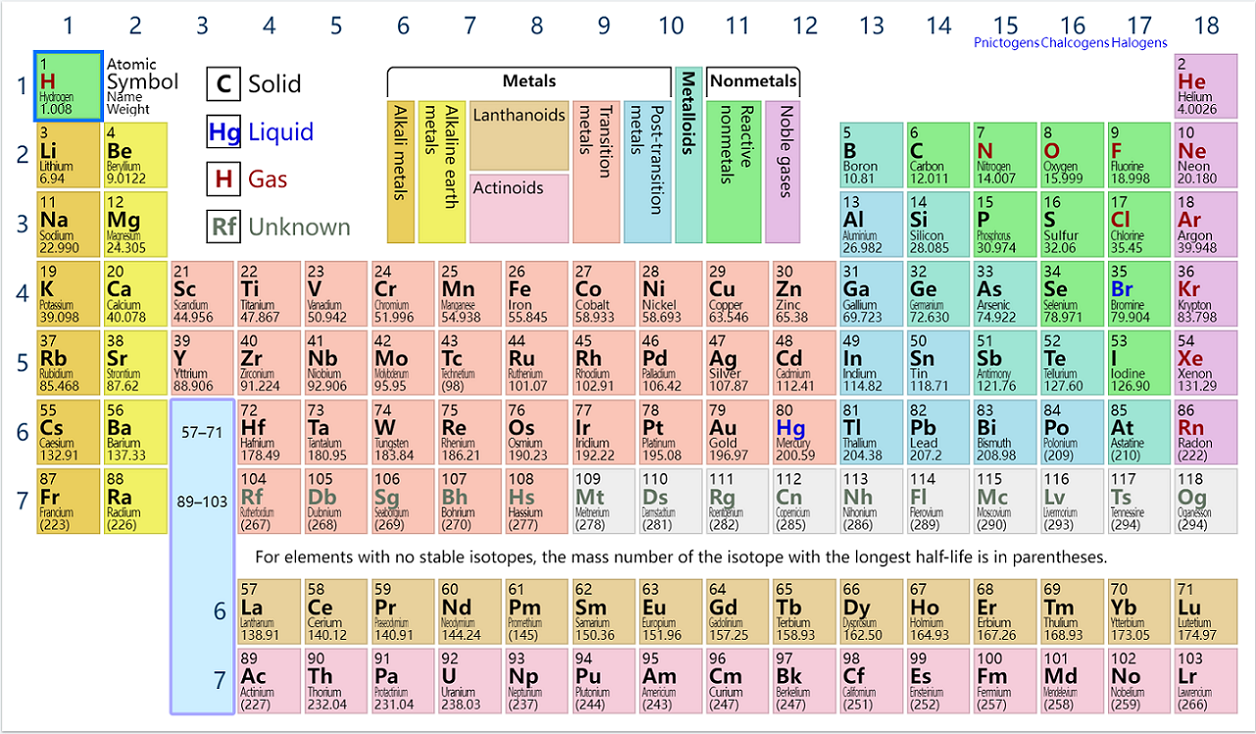 1 2 3 4 5 6 7 8 9 10 11 12 13 14 15 16 17 18
Pnictogens Chalcogens Halogens
1
1
H
Hydrogen
1.008
Atomic
Symbol
Name
Weight
C Solid
Hg Liquid
H Gas
Rf Unknown
Metals
Metalloids
Nonmetals
Alkali metals
Alkaline earth
metals
Lanthanoids
Actinoids
Transition
metals
Post-transition
metals
Reactive
nonmetals
Noble gases
2
He
Helium
4.0026
2
3
Li
Lithium
6.94
4
Be
Beryllium
9.0122
5
B
Boron
10.81
6
C
Carbon
12.011
7
N
Nitrogen
14.007
8
O
Oxygen
15.999
9
F
Fluorine
18.998
10
Ne
Neon
20.180
3
11
Na
Sodium
22.990
12
Mg
Magnesium
24.305
13
Al
Aluminium
26.982
14
Si
Silicon
28.085
15
P
Phosphorus
30.974
16
S
Sulfur
32.06
17
Cl
Chlorine
35.45
18
Ar
Argon
39.948
4
19
K
Potassium
39.098
20
Ca
Calcium
40.078
21
Sc
Scandium
44.956
22
Ti
Titanium
47.867
23
V
Vanadium
50.942
24
Cr
Chromium
51.996
25
Mn
Manganese
54.938
26
Fe
Iron
55.845
27
Co
Cobalt
58.933
28
Ni
Nickel
58.693
29
Cu
Copper
63.546
30
Zn
Zinc
65.38
31
Ga
Gallium
69.723
32
Ge
Germanium
72.630
33
As
Arsenic
74.922
34
Se
Selenium
78.971
35
Br
Bromine
79.904
36
Kr
Krypton
83.798
5
37
Rb
Rubidium
85.468
38
Sr
Strontium
87.62
39
Y
Yttrium
88.906
40
Zr
Zirconium
91.224
41
Nb
Niobium
92.906
42
Mo
Molybdenum
95.95
43
Tc
Technetium
(98)
44
Ru
Ruthenium
101.07
45
Rh
Rhodium
102.91
46
Pd
Palladium
106.42
47
Ag
Silver
107.87
48
Cd
Cadmium
112.41
49
In
Indium
114.82
50
Sn
Tin
118.71
51
Sb
Antimony
121.76
52
Te
Tellurium
127.60
53
I
Iodine
126.90
54
Xe
Xenon
131.29
6
55
Cs
Caesium
132.91
56
Ba
Barium
137.33
57–71
72
Hf
Hafnium
178.49
73
Ta
Tantalum
180.95
74
W
Tungsten
183.84
75
Re
Rhenium
186.21
76
Os
Osmium
190.23
77
Ir
Iridium
192.22
78
Pt
Platinum
195.08
79
Au
Gold
196.97
80
Hg
Mercury
200.59
81
Tl
Thallium
204.38
82
Pb
Lead
207.2
83
Bi
Bismuth
208.98
84
Po
Polonium
(209)
85
At
Astatine
(210)
86
Rn
Radon
(222)
7
87
Fr
Francium
(223)
88
Ra
Radium
(226)
89–103
104
Rf
Rutherfordium
(267)
105
Db
Dubnium
(268)
106
Sg
Seaborgium
(269)
107
Bh
Bohrium
(270)
108
Hs
Hassium
(277)
109
Mt
Meitnerium
(278)
110
Ds
Darmstadtium
(281)
111
Rg
Roentgenium
(282)
112
Cn
Copernicium
(285)
113
Nh
Nihonium
(286)
114
Fl
Flerovium
(289)
115
Mc
Moscovium
(290)
116
Lv
Livermorium
(293)
117
Ts
Tennessine
(294)
118
Og
Oganesson
(294)
For elements with no stable isotopes, the mass number of the isotope with the longest half-life is in parentheses.
6
57
La
Lanthanum
138.91
58
Ce
Cerium
140.12
59
Pr
Praseodymium
140.91
60
Nd
Neodymium
144.24
61
Pm
Promethium
(145)
62
Sm
Samarium
150.36
63
Eu
Europium
151.96
64
Gd
Gadolinium
157.25
65
Tb
Terbium
158.93
66
Dy
Dysprosium
162.50
67
Ho
Holmium
164.93
68
Er
Erbium
167.26
69
Tm
Thulium
168.93
70
Yb
Ytterbium
173.05
71
Lu
Lutetium
174.97
7
89
Ac
Actinium
(227)
90
Th
Thorium
232.04
91
Pa
Protactinium
231.04
92
U
Uranium
238.03
93
Np
Neptunium
(237)
94
Pu
Plutonium
(244)
95
Am
Americium
(243)
96
Cm
Curium
(247)
97
Bk
Berkelium
(247)
98
Cf
Californium
(251)
99
Es
Einsteinium
(252)
100
Fm
Fermium
(257)
101
Md
Mendelevium
(258)
102
No
Nobelium
(259)
103
Lr
Lawrencium
(266)